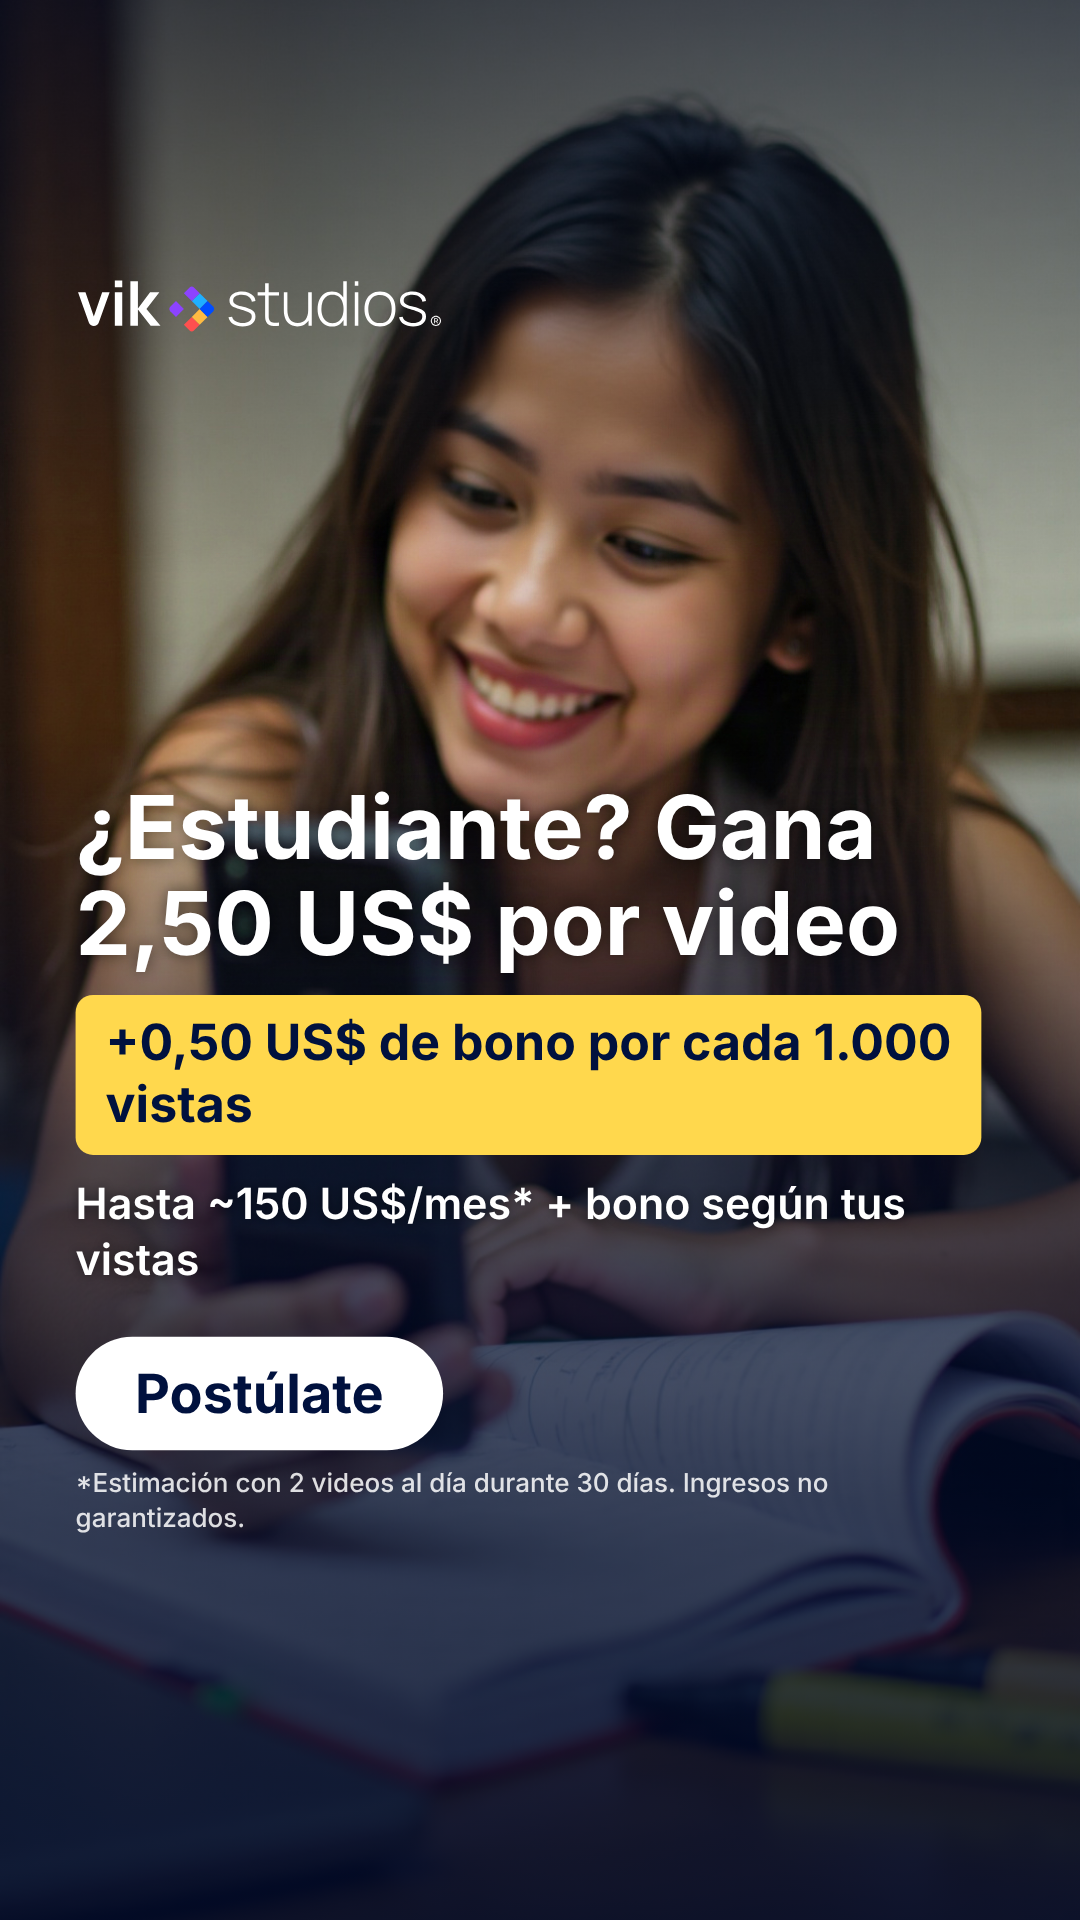 vik studios®
¿Estudiante? Gana
2,50 US$ por video
+0,50 US$ de bono por cada 1.000
vistas
Hasta ~150 US$/mes* + bono según tus
vistas
Postúlate
*Estimación con 2 videos al día durante 30 días. Ingresos no
garantizados.